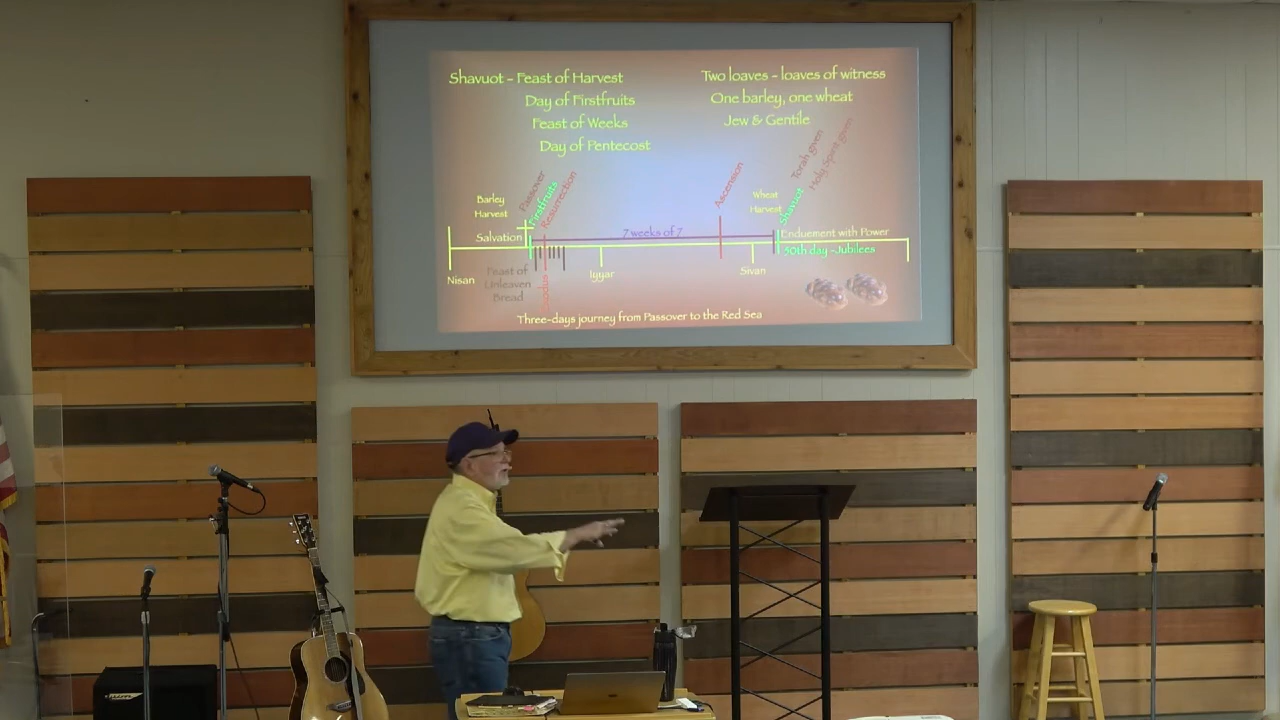 Shavuot - Feast of Harvest
Day of Firstfruits
Feast of Weeks
Day of Pentecost
Two loaves - loaves of witness
One barley, one wheat
Jew & Gentile
Barley
Harvest
Passover
Firstfruits
Resurrection
Ascension
Wheat
Harvest
Shavuot
Torah given
Holy Spirit given
Salvation
7 weeks of 7
Enduement with Power
50th day - Jubilees
Nisan
Feast of
Unleaven
Bread
Iyyar
Sivan
Three-days journey from Passover to the Red Sea